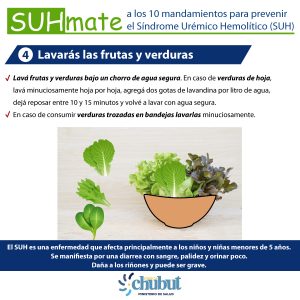 SUHmate
a los 10 mandamientos para prevenir
el Síndrome Urémico Hemolítico (SUH)
4 Lavarás las frutas y verduras
✓ Lavá frutas y verduras bajo un chorro de agua segura. En caso de verduras de hoja,
lavá minuciosamente hoja por hoja, agregá dos gotas de lavandina por litro de agua,
dejá reposar entre 10 y 15 minutos y volvé a lavar con agua segura.
✓ En caso de consumir verduras trozadas en bandejas lavarlas minuciosamente.
El SUH es una enfermedad que afecta principalmente a los niños y niñas menores de 5 años.
Se manifiesta por una diarrea con sangre, palidez y orinar poco.
Daña a los riñones y puede ser grave.
chubut
MINISTERIO DE SALUD